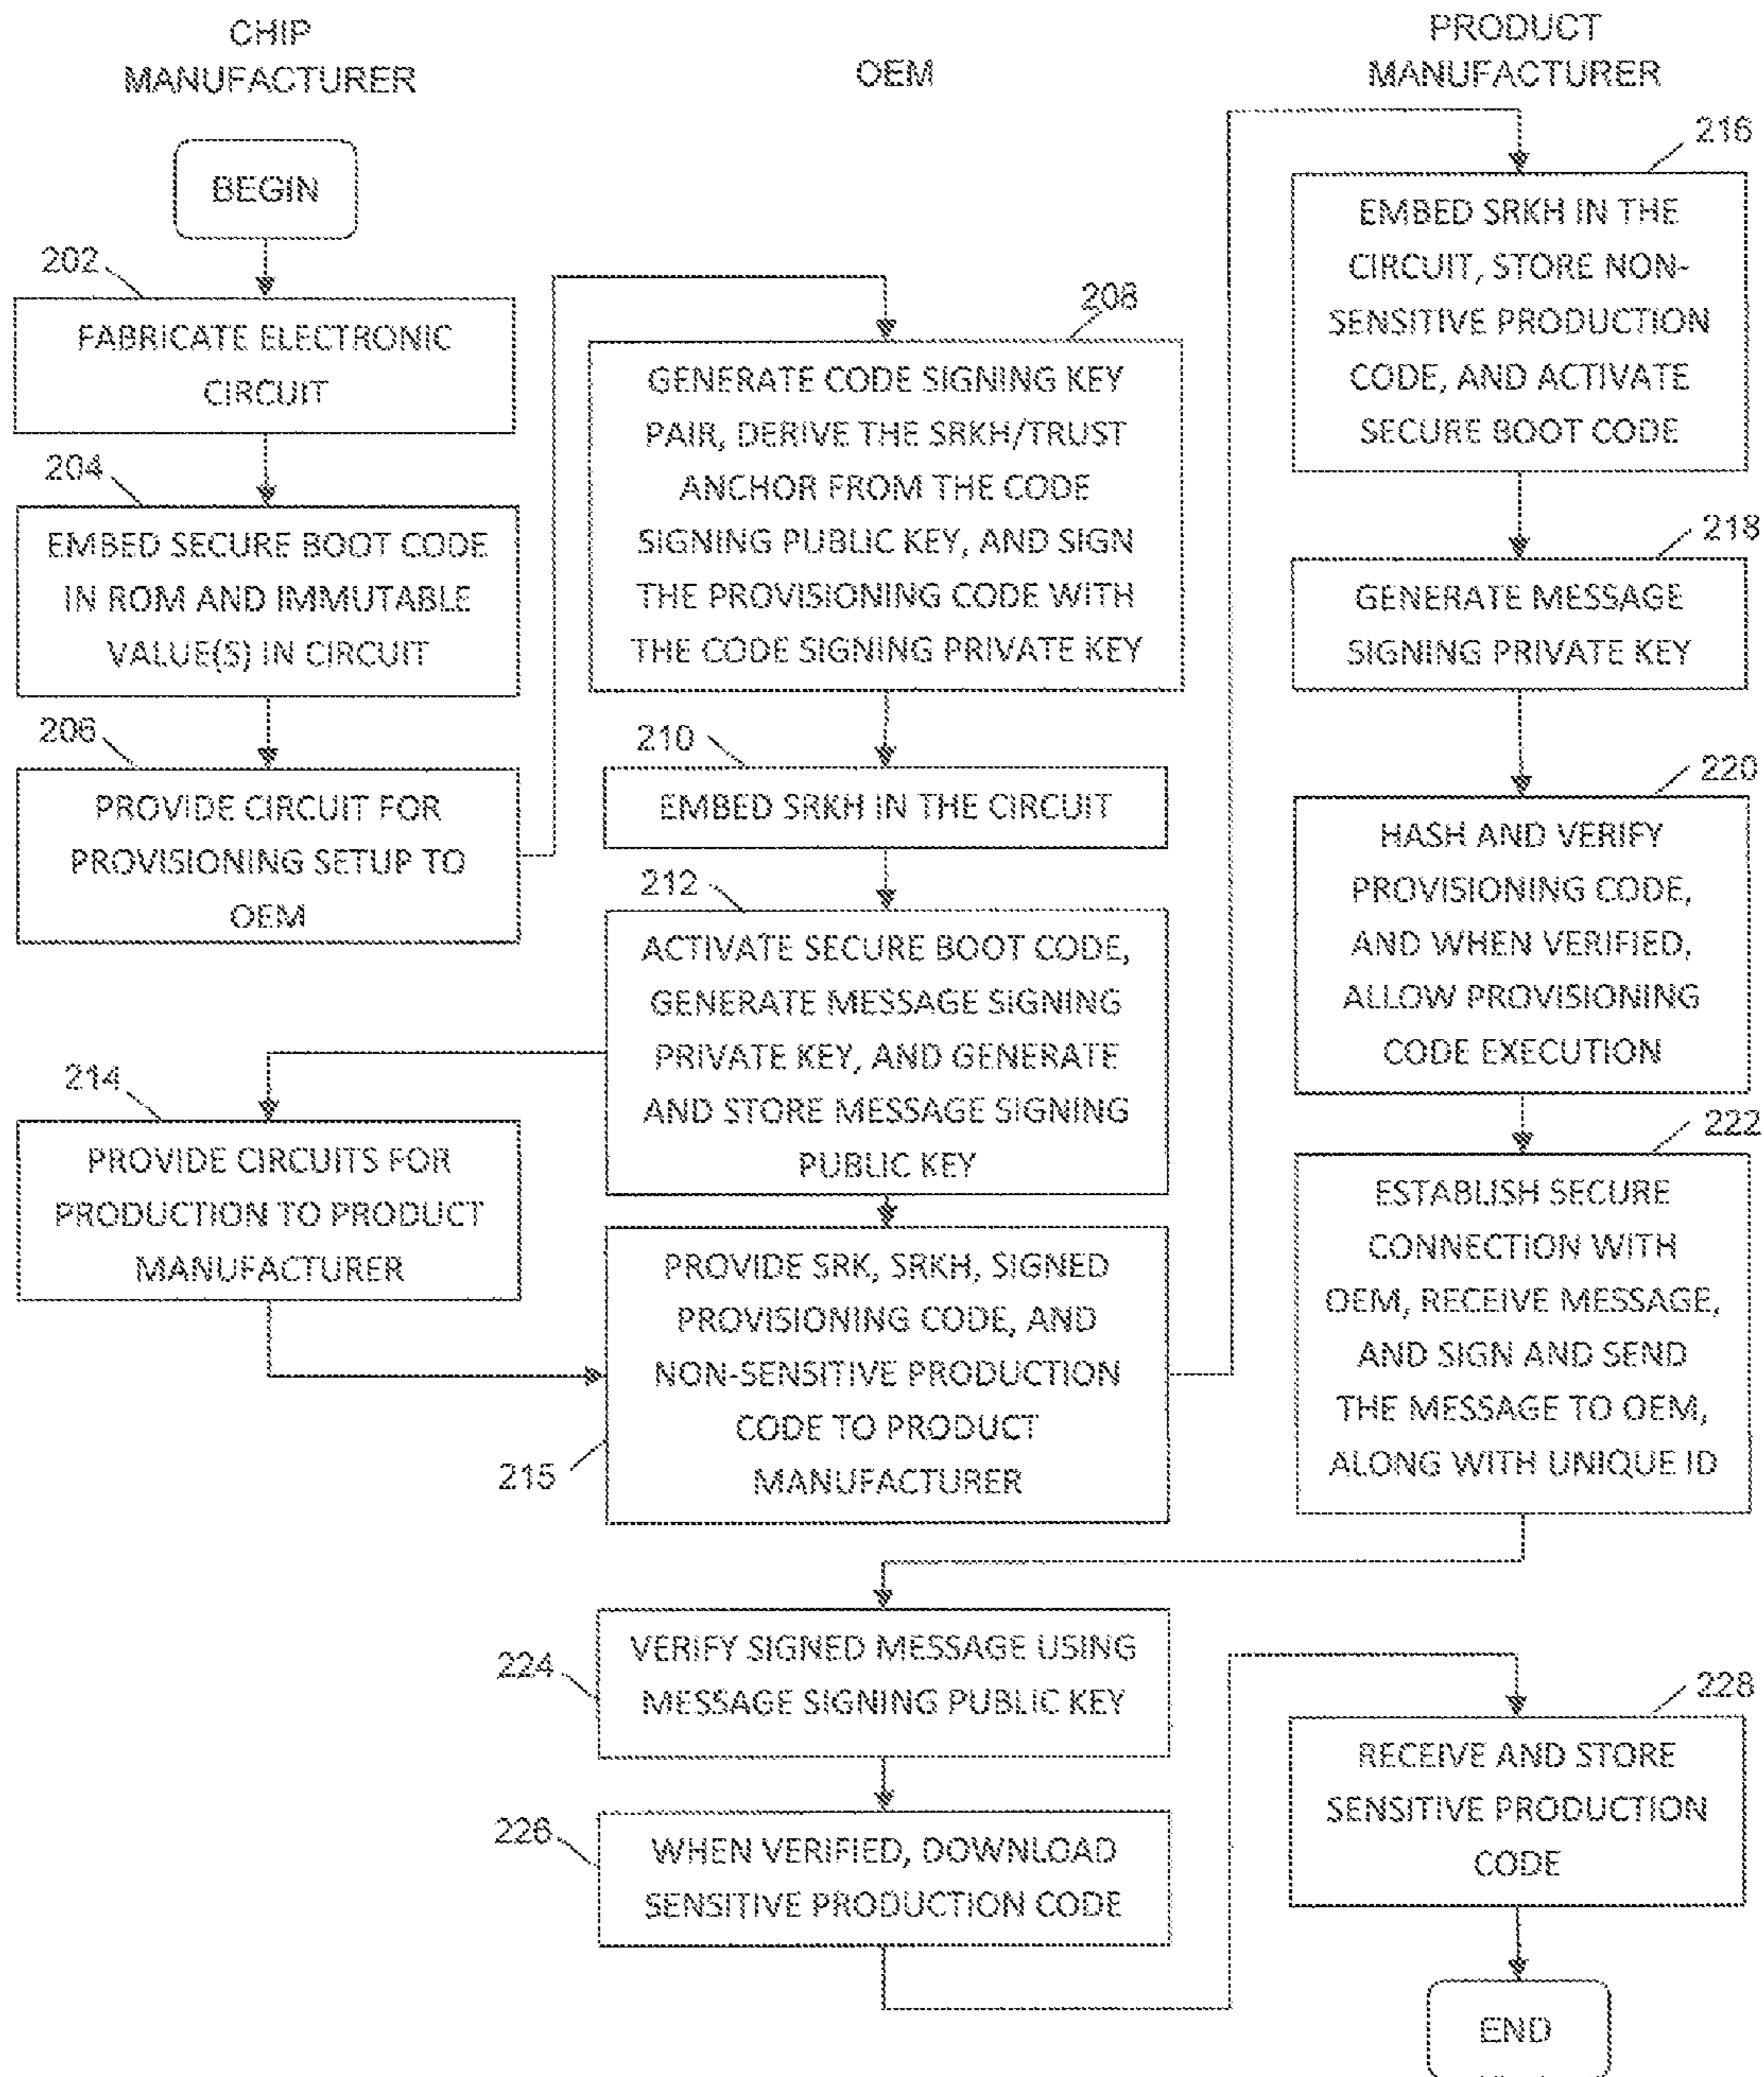 CHIP
MANUFACTURER
BEGIN
202
FABRICATE ELECTRONIC
CIRCUIT
204
EMBED SECURE BOOT CODE
IN ROM AND IMMUTABLE
VALUE(S) IN CIRCUIT
206
PROVIDE CIRCUIT FOR
PROVISIONING SETUP TO
OEM
OEM
208
GENERATE CODE SIGNING KEY
PAIR, DERIVE THE SRKH/TRUST
ANCHOR FROM THE CODE
SIGNING PUBLIC KEY, AND SIGN
THE PROVISIONING CODE WITH
THE CODE SIGNING PRIVATE KEY
210
EMBED SRKH IN THE CIRCUIT
212
ACTIVATE SECURE BOOT CODE,
GENERATE MESSAGE SIGNING
PRIVATE KEY, AND GENERATE
AND STORE MESSAGE SIGNING
PUBLIC KEY
214
PROVIDE CIRCUITS FOR
PRODUCTION TO PRODUCT
MANUFACTURER
PROVIDE SRK, SRKH, SIGNED
PROVISIONING CODE, AND
NON-SENSITIVE PRODUCTION
CODE TO PRODUCT
MANUFACTURER
215
PRODUCT
MANUFACTURER
216
EMBED SRKH IN THE
CIRCUIT, STORE NON-
SENSITIVE PRODUCTION
CODE, AND ACTIVATE
SECURE BOOT CODE
218
GENERATE MESSAGE
SIGNING PRIVATE KEY
220
HASH AND VERIFY
PROVISIONING CODE,
AND WHEN VERIFIED,
ALLOW PROVISIONING
CODE EXECUTION
222
ESTABLISH SECURE
CONNECTION WITH
OEM, RECEIVE MESSAGE,
AND SIGN AND SEND
THE MESSAGE TO OEM,
ALONG WITH UNIQUE ID
224
VERIFY SIGNED MESSAGE USING
MESSAGE SIGNING PUBLIC KEY
226
WHEN VERIFIED, DOWNLOAD
SENSITIVE PRODUCTION CODE
228
RECEIVE AND STORE
SENSITIVE PRODUCTION
CODE
END